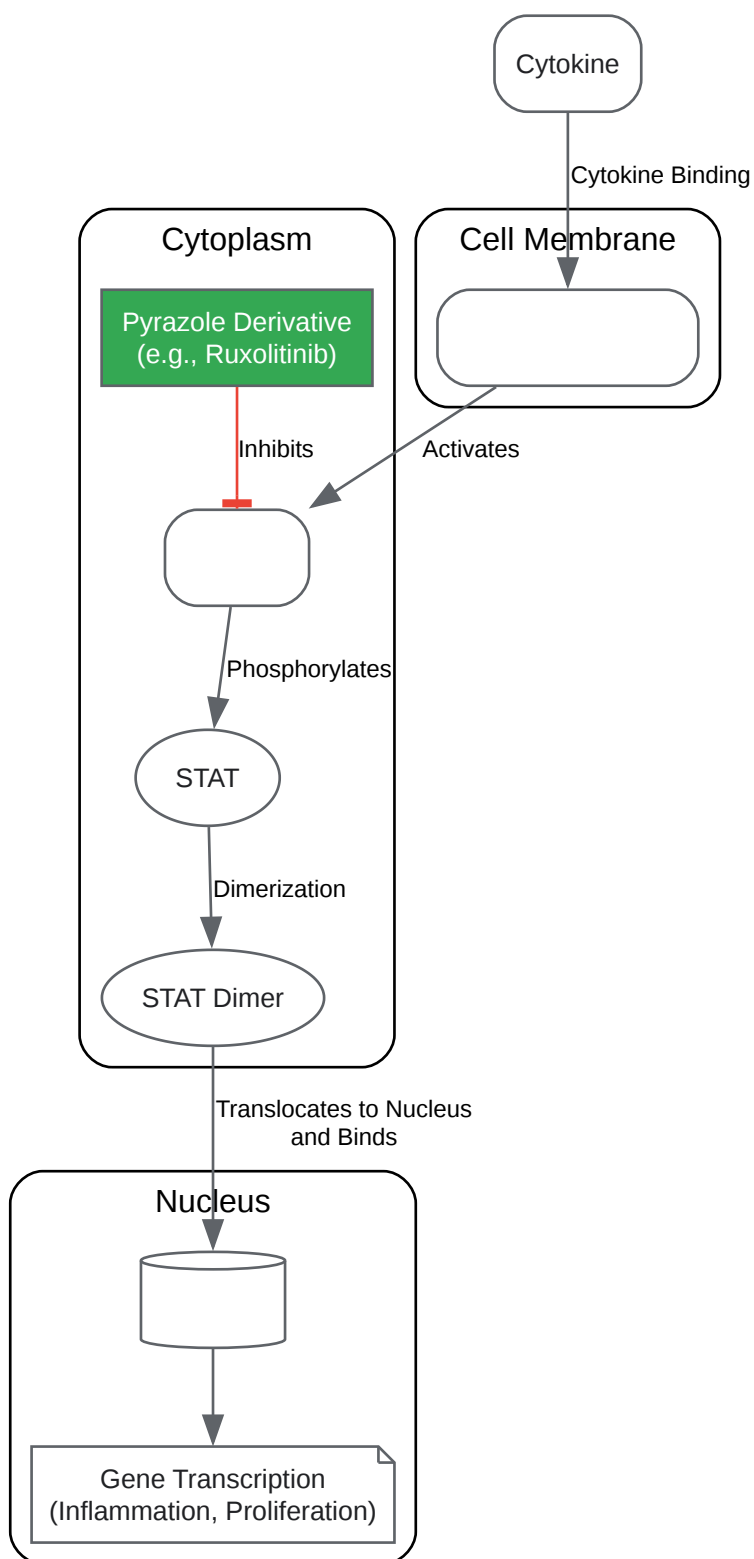 Cytokine
Cytokine Binding
Cytoplasm
Cell Membrane
Pyrazole Derivative
(e.g., Ruxolitinib)
Inhibits
Activates
Phosphorylates
STAT
Dimerization
STAT Dimer
Translocates to Nucleus
and Binds
Nucleus
Gene Transcription
(Inflammation, Proliferation)